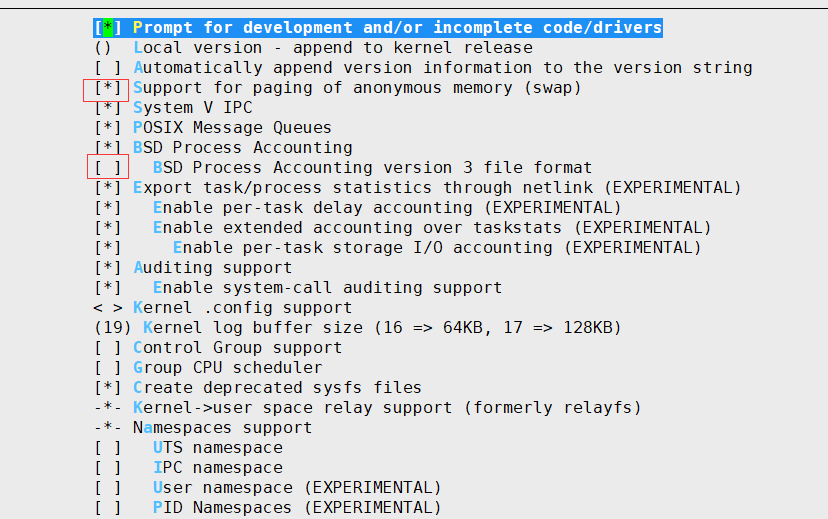 [*] Prompt for development and/or incomplete code/drivers
() Local version - append to kernel release
[ ] Automatically append version information to the version string
[*] Support for paging of anonymous memory (swap)
[*] System V IPC
[*] POSIX Message Queues
[*] BSD Process Accounting
[ ] BSD Process Accounting version 3 file format
[*] Export task/process statistics through netlink (EXPERIMENTAL)
[*] Enable per-task delay accounting (EXPERIMENTAL)
[*] Enable extended accounting over taskstats (EXPERIMENTAL)
[*] Enable per-task storage I/O accounting (EXPERIMENTAL)
[*] Auditing support
[*] Enable system-call auditing support
< > Kernel .config support
(19) Kernel log buffer size (16 => 64KB, 17 => 128KB)
[ ] Control Group support
[ ] Group CPU scheduler
[*] Create deprecated sysfs files
-*- Kernel->user space relay support (formerly relayfs)
-*- Namespaces support
[ ] UTS namespace
[ ] IPC namespace
[ ] User namespace (EXPERIMENTAL)
[ ] PID Namespaces (EXPERIMENTAL)